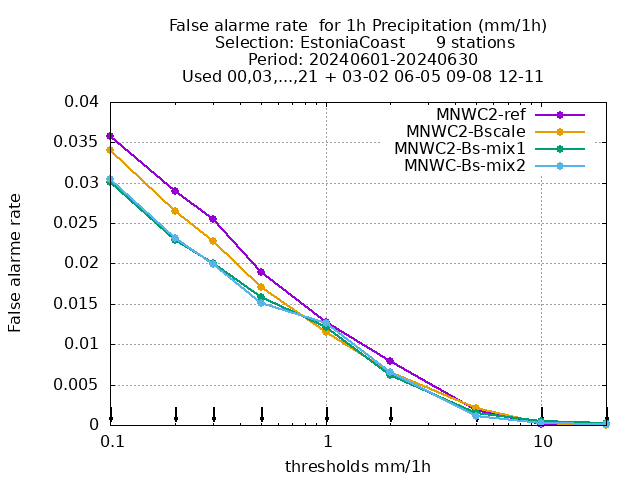 False alarme rate  for 1h Precipitation (mm/1h)
Selection: EstoniaCoast      9 stations
Period: 20240601-20240630
Used 00,03,...,21 + 03-02 06-05 09-08 12-11
MNWC2-ref
MNWC2-Bscale
MNWC2-Bs-mix1
MNWC-Bs-mix2
0.04
0.035
0.03
0.025
0.02
0.015
0.01
0.005
0
False alarme rate
0.1 1 10
thresholds mm/1h